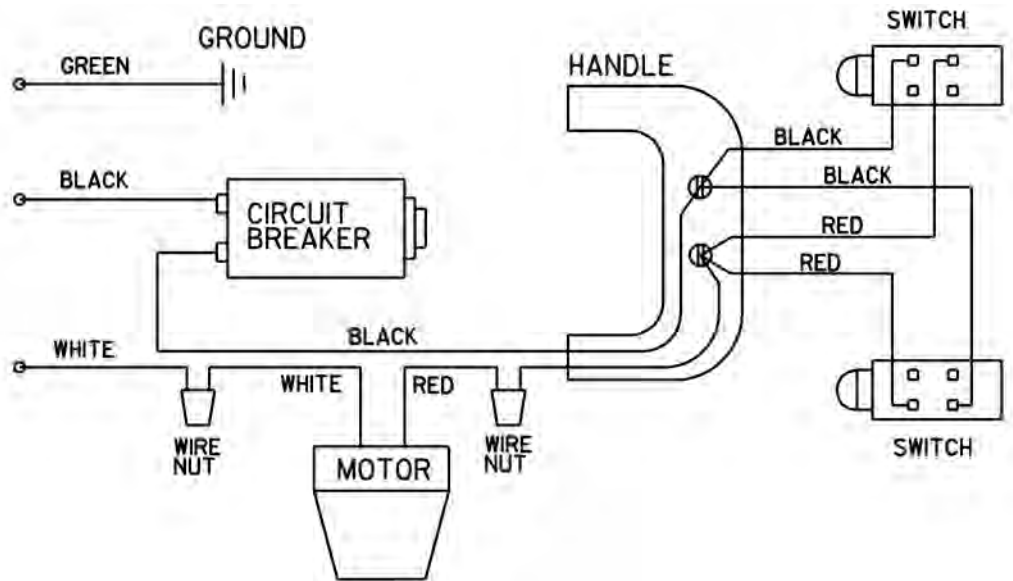 SWITCH
GROUND
GREEN
HANDLE
BLACK
BLACK
BLACK
CIRCUIT
BREAKER
RED
RED
BLACK
WHITE
WHITE
RED
WIRE
NUT
WIRE
NUT
SWITCH
MOTOR